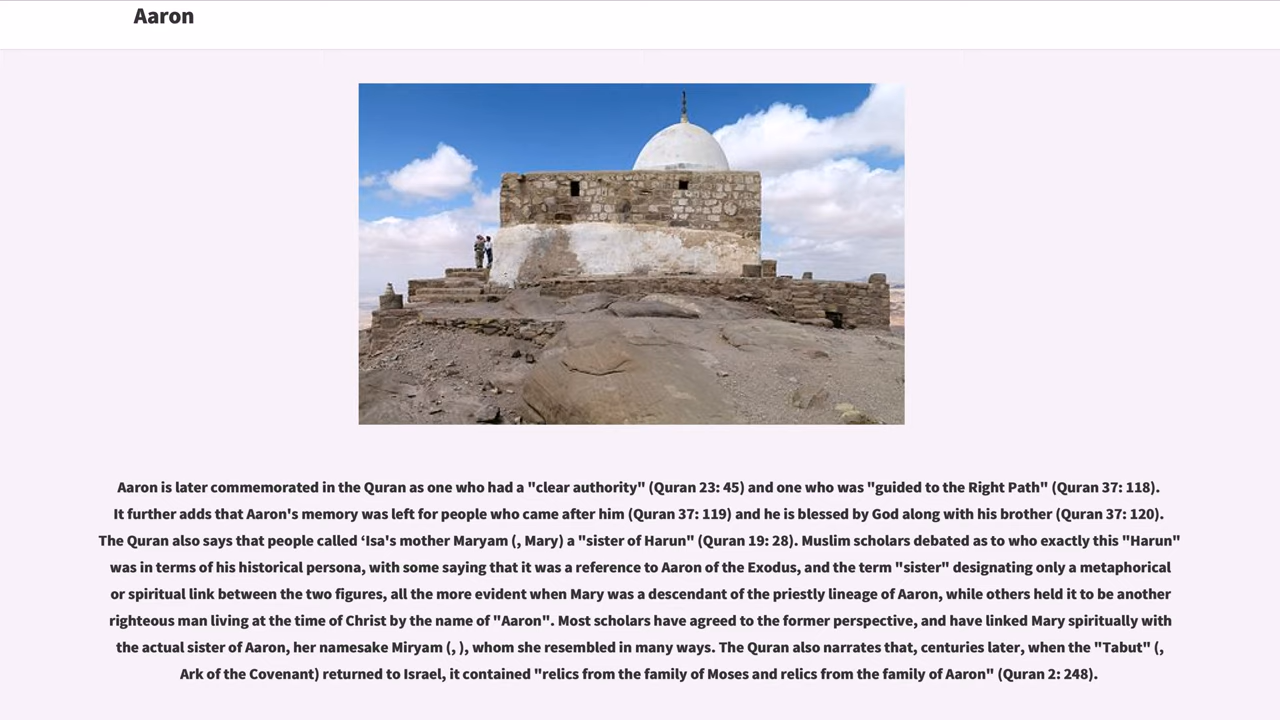 Aaron
Aaron is later commemorated in the Quran as one who had a "clear authority" (Quran 23: 45) and one who was "guided to the Right Path" (Quran 37: 118).
It further adds that Aaron's memory was left for people who came after him (Quran 37: 119) and he is blessed by God along with his brother (Quran 37: 120).
The Quran also says that people called ‘Isa's mother Maryam (, Mary) a "sister of Harun" (Quran 19: 28). Muslim scholars debated as to who exactly this "Harun"
was in terms of his historical persona, with some saying that it was a reference to Aaron of the Exodus, and the term "sister" designating only a metaphorical
or spiritual link between the two figures, all the more evident when Mary was a descendant of the priestly lineage of Aaron, while others held it to be another
righteous man living at the time of Christ by the name of "Aaron". Most scholars have agreed to the former perspective, and have linked Mary spiritually with
the actual sister of Aaron, her namesake Miryam (, ), whom she resembled in many ways. The Quran also narrates that, centuries later, when the "Tabut" (,
Ark of the Covenant) returned to Israel, it contained "relics from the family of Moses and relics from the family of Aaron" (Quran 2: 248).